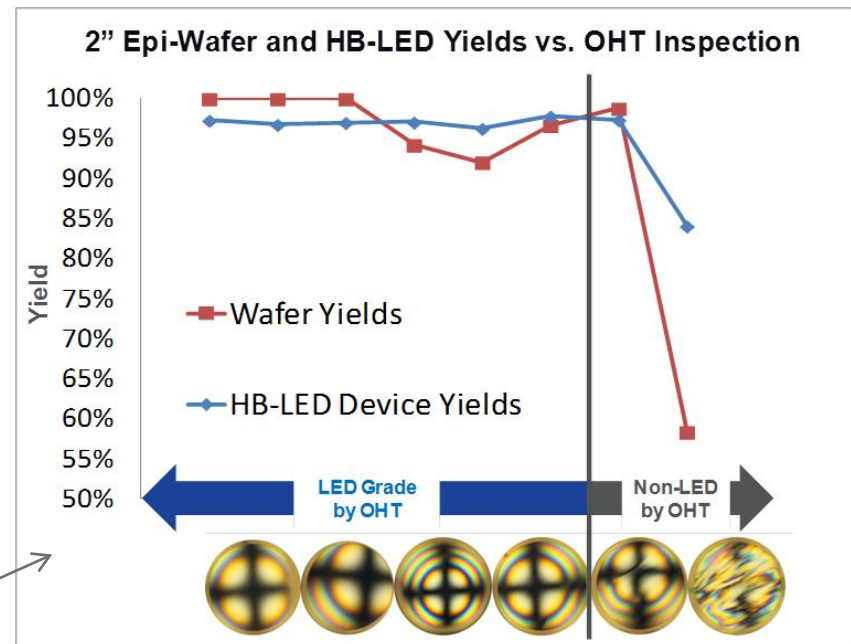 2” Epi-Wafer and HB-LED Yields vs. OHT Inspection
100%
95%
90%
85%
80%
75%
70%
65%
60%
55%
50%
Yield
Wafer Yields
HB-LED Device Yields
LED Grade
by OHT
Non-LED
by OHT